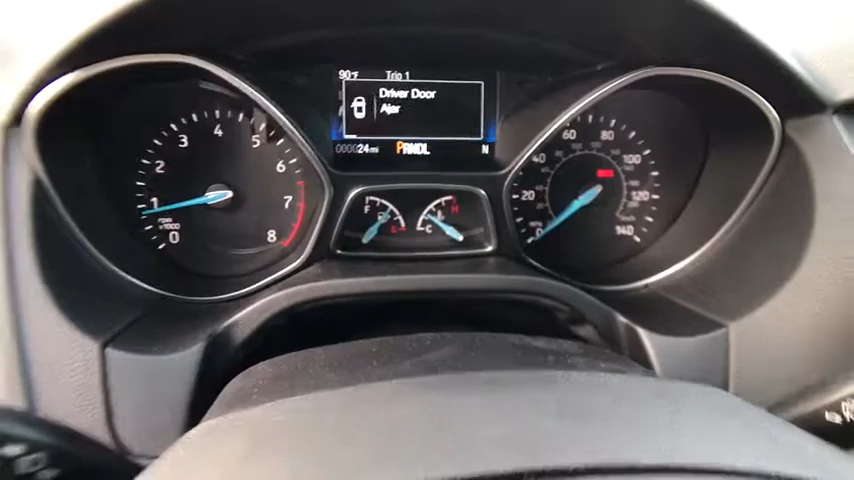 90°F Trip 1
Driver Door
Ajar
000024mi PRNDL N
0 1 2 3 4 5 6 7 8
rpm
x1000
F E
C H
20 40 60 80 100 120 140